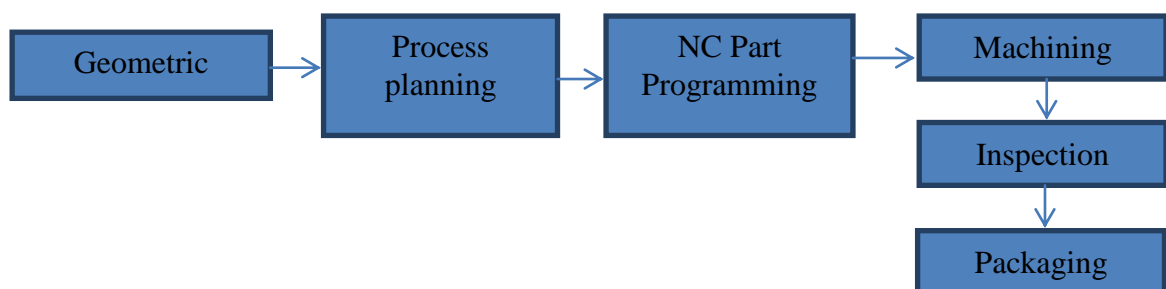 Geometric
Process
planning
NC Part
Programming
Machining
Inspection
Packaging